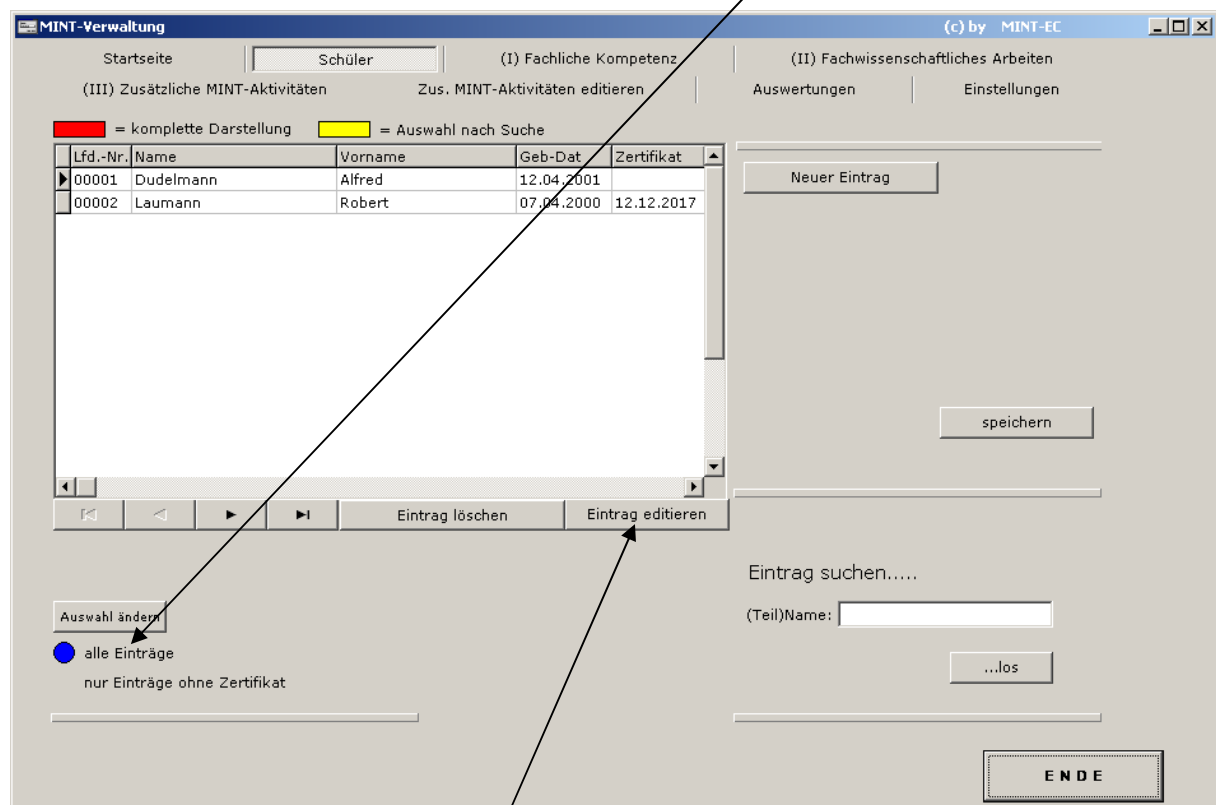 MINT-Verwaltung (c) by MINT-EC
Startseite Schüler (I) Fachliche Kompetenz (II) Fachwissenschaftliches Arbeiten
(III) Zusätzliche MINT-Aktivitäten Zus. MINT-Aktivitäten editieren Auswertungen Einstellungen
= komplette Darstellung = Auswahl nach Suche
Lfd.-Nr. Name Vorname Geb-Dat Zertifikat
00001 Dudelmann Alfred 12.04.2001
00002 Laumann Robert 07.04.2000 12.12.2017
Neuer Eintrag
speichern
Eintrag löschen Eintrag editieren
Eintrag suchen.....
Auswahl ändern
(Teil)Name:
alle Einträge
...los
nur Einträge ohne Zertifikat
E N D E